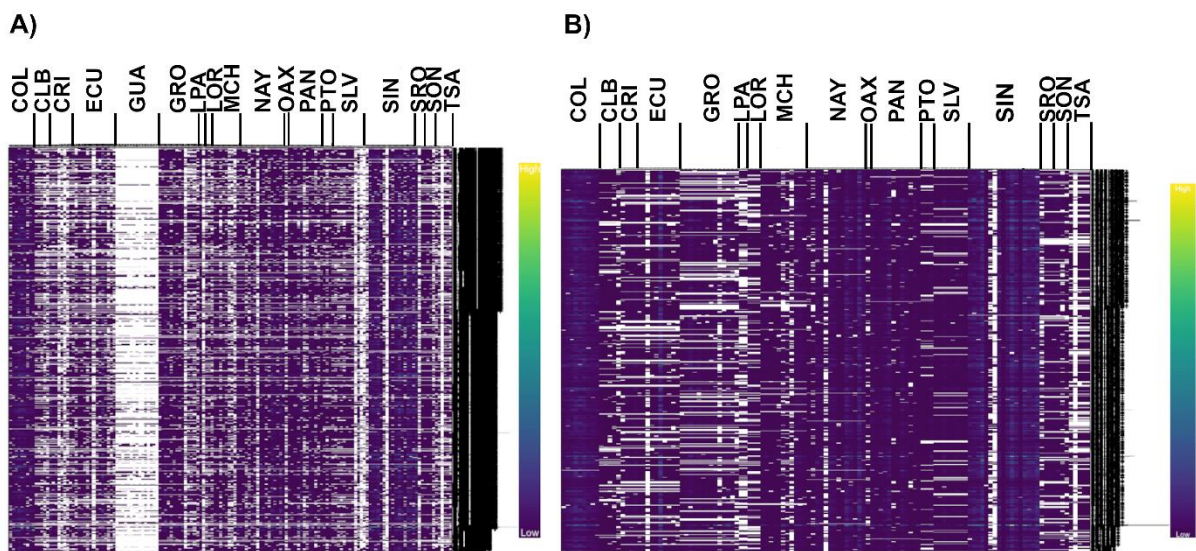 A)
COL CLB CRI ECU GUA GRO LPA LOR MCH NAY OAX PAN PTO SLV SIN SRO SON TSA
High
Low
B)
COL CLB CRI ECU GRO LPA LOR MCH NAY OAX PAN PTO SLV SIN SRO SON TSA
High
Low